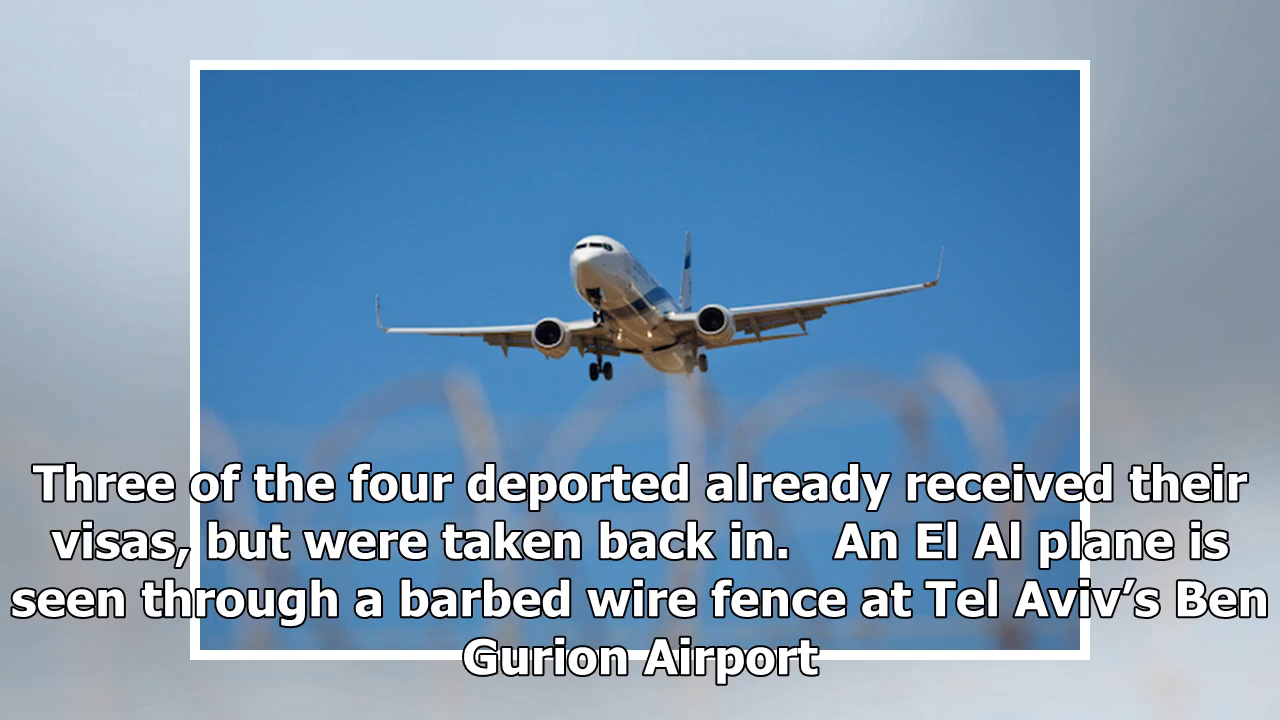 Three of the four deported already received their
visas, but were taken back in.   An El Al plane is
seen through a barbed wire fence at Tel Aviv’s Ben
Gurion Airport